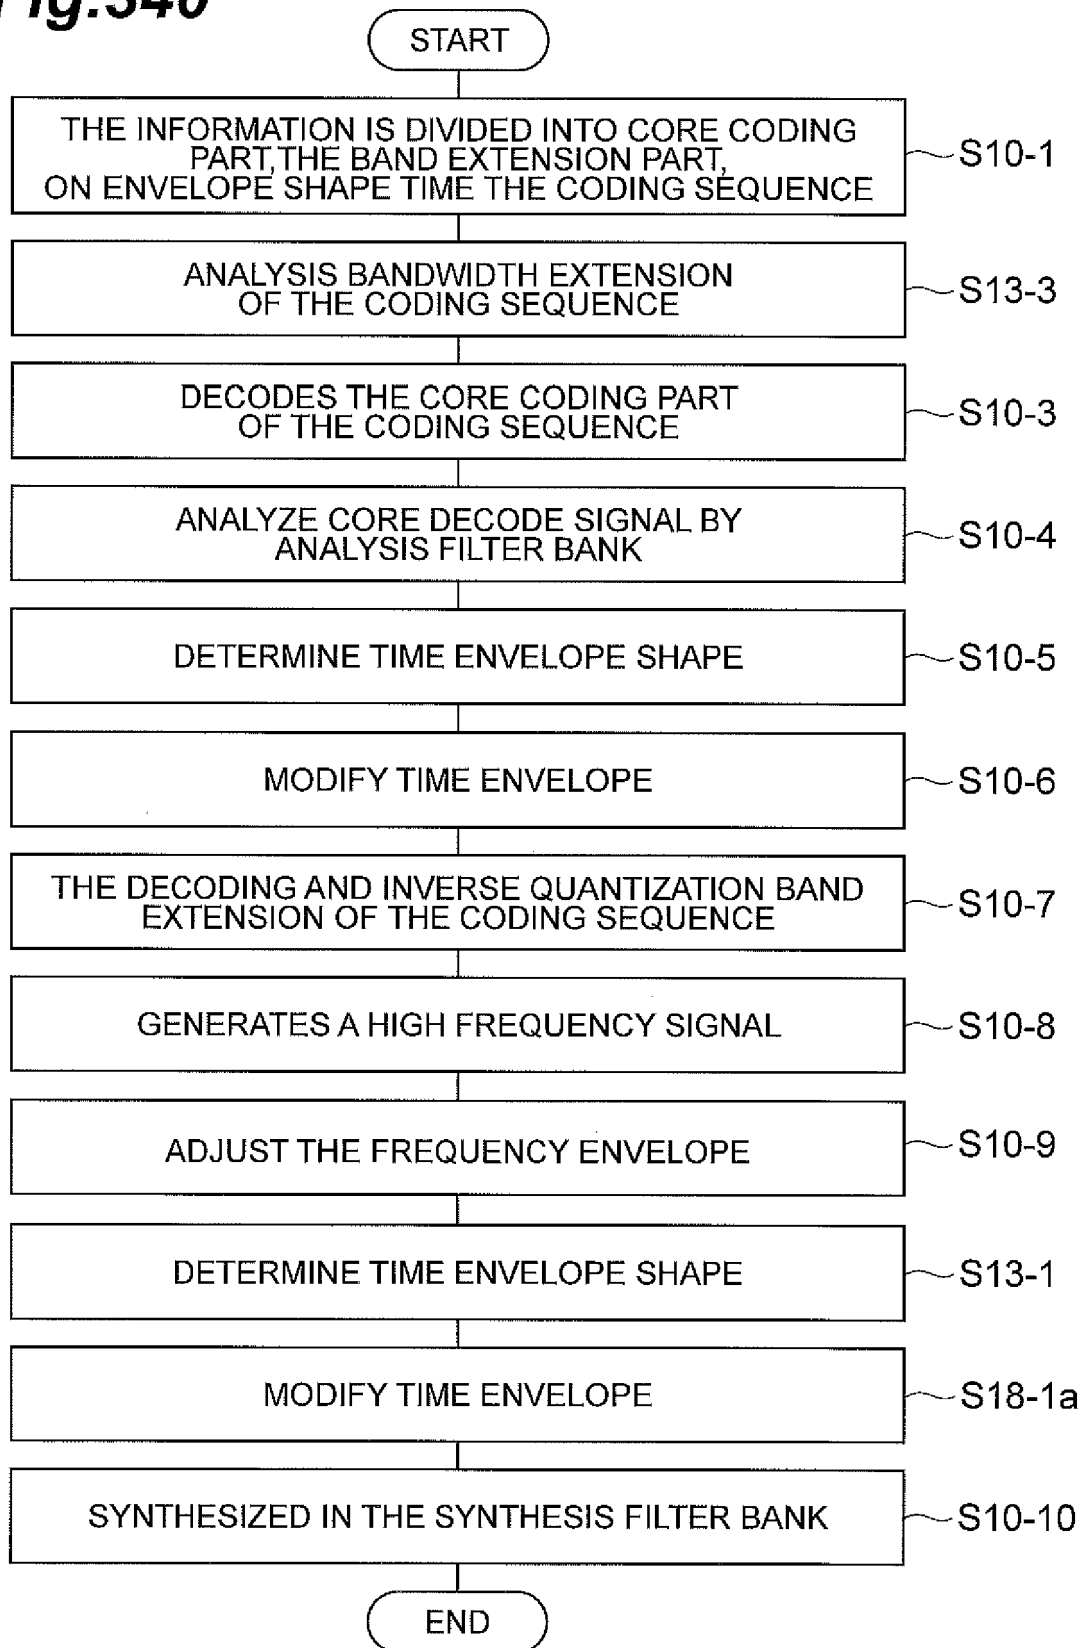 Fig.340
START
THE INFORMATION IS DIVIDED INTO CORE CODING
PART, THE BAND EXTENSION PART,
ON ENVELOPE SHAPE TIME THE CODING SEQUENCE
S10-1
ANALYSIS BANDWIDTH EXTENSION
OF THE CODING SEQUENCE
S13-3
DECODES THE CORE CODING PART
OF THE CODING SEQUENCE
S10-3
ANALYZE CORE DECODE SIGNAL BY
ANALYSIS FILTER BANK
S10-4
DETERMINE TIME ENVELOPE SHAPE
S10-5
MODIFY TIME ENVELOPE
S10-6
THE DECODING AND INVERSE QUANTIZATION BAND
EXTENSION OF THE CODING SEQUENCE
S10-7
GENERATES A HIGH FREQUENCY SIGNAL
S10-8
ADJUST THE FREQUENCY ENVELOPE
S10-9
DETERMINE TIME ENVELOPE SHAPE
S13-1
MODIFY TIME ENVELOPE
S18-1a
SYNTHESIZED IN THE SYNTHESIS FILTER BANK
S10-10
END